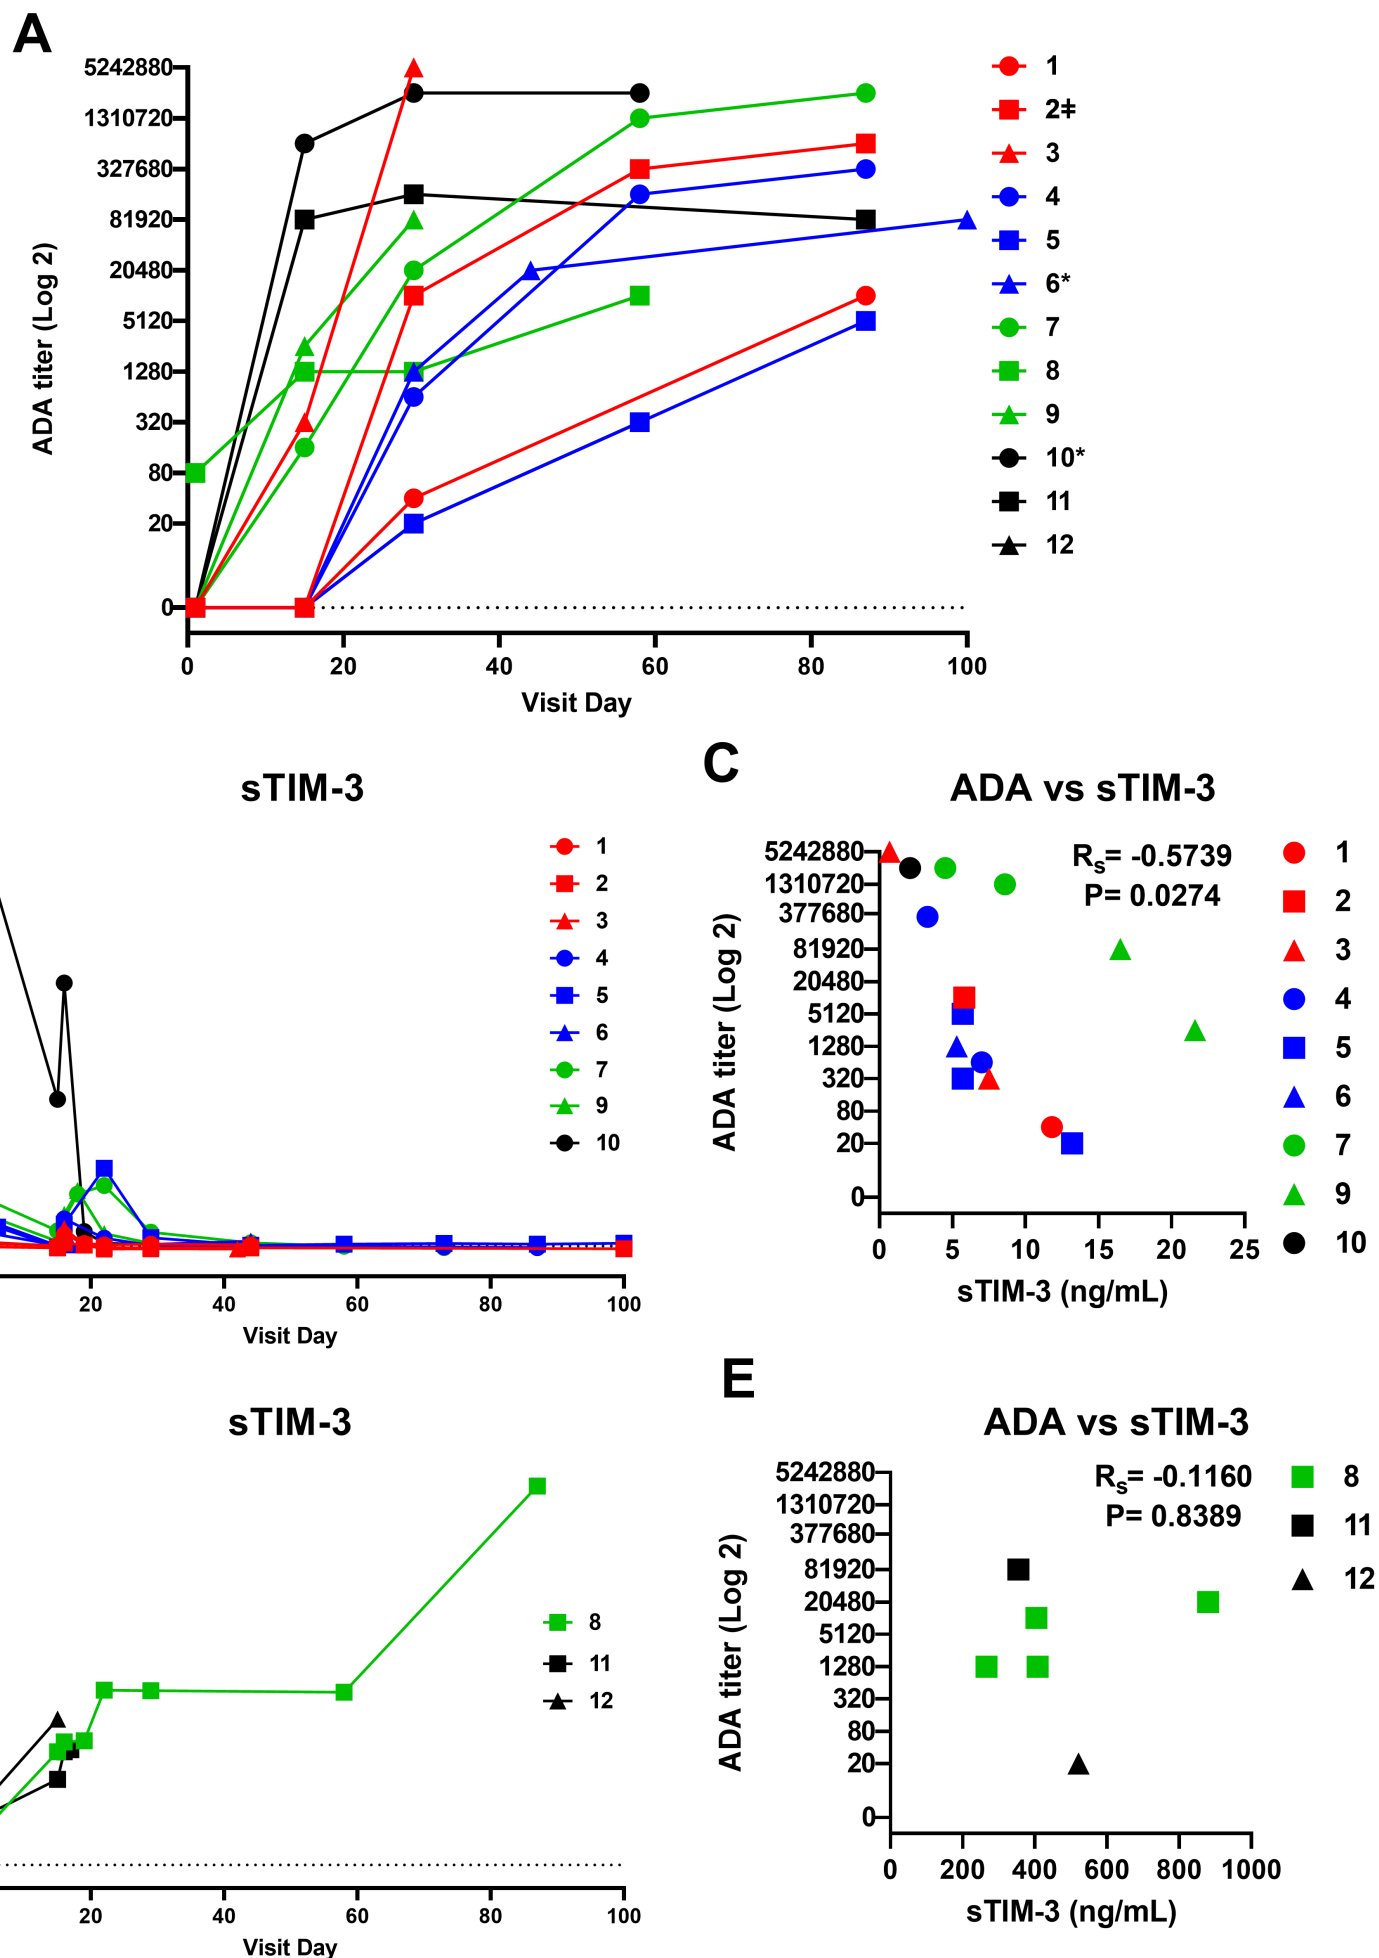 A
5242880
1310720
327680
81920
20480
5120
1280
320
80
20
0
ADA titer (Log 2)
0 20 40 60 80 100
Visit Day
1
2ǂ
3
4
5
6*
7
8
9
10*
11
12
sTIM-3
1
2
3
4
5
6
7
9
10
20 40 60 80 100
Visit Day
C
ADA vs sTIM-3
5242880
1310720
377680
81920
20480
5120
1280
320
80
20
0
ADA titer (Log 2)
Rs= -0.5739
P= 0.0274
0 5 10 15 20 25
sTIM-3 (ng/mL)
1
2
3
4
5
6
7
9
10
sTIM-3
8
11
12
20 40 60 80 100
Visit Day
E
ADA vs sTIM-3
5242880
1310720
377680
81920
20480
5120
1280
320
80
20
0
ADA titer (Log 2)
Rs= -0.1160
P= 0.8389
0 200 400 600 800 1000
sTIM-3 (ng/mL)
8
11
12